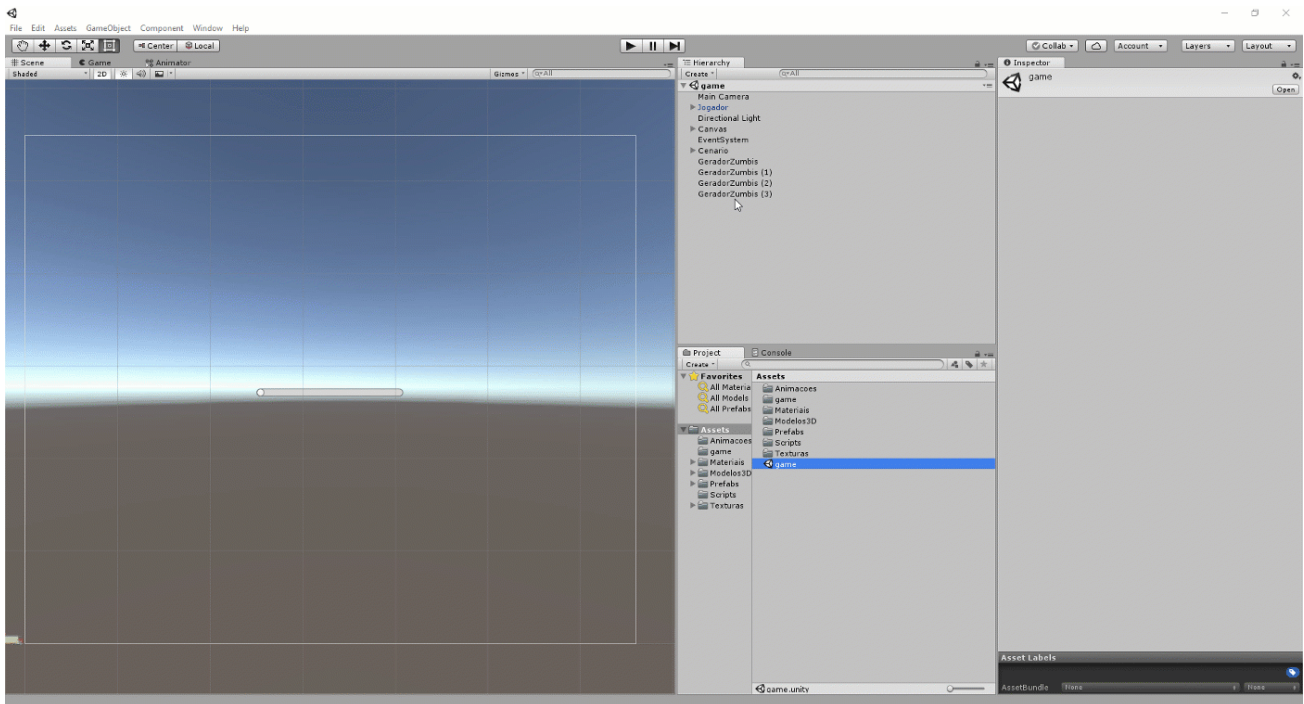 File Edit Assets GameObject Component Window Help
Center Local
Collab Account Layers Layout
Scene Game Animator
Shaded 2D Gizmos All
Hierarchy
Create All
game
Main Camera
Jogador
Directional Light
Canvas
EventSystem
Cenario
GeradorZumbis
GeradorZumbis (1)
GeradorZumbis (2)
GeradorZumbis (3)
Project Console
Create
Favorites
All Materia
All Models
All Prefabs
Assets
Animacoes
game
Materiais
Modelos3D
Prefabs
Scripts
Texturas
Assets
Animacoes
game
Materiais
Modelos3D
Prefabs
Scripts
Texturas
game
game.unity
Inspector
game
Open
Asset Labels
AssetBundle None None